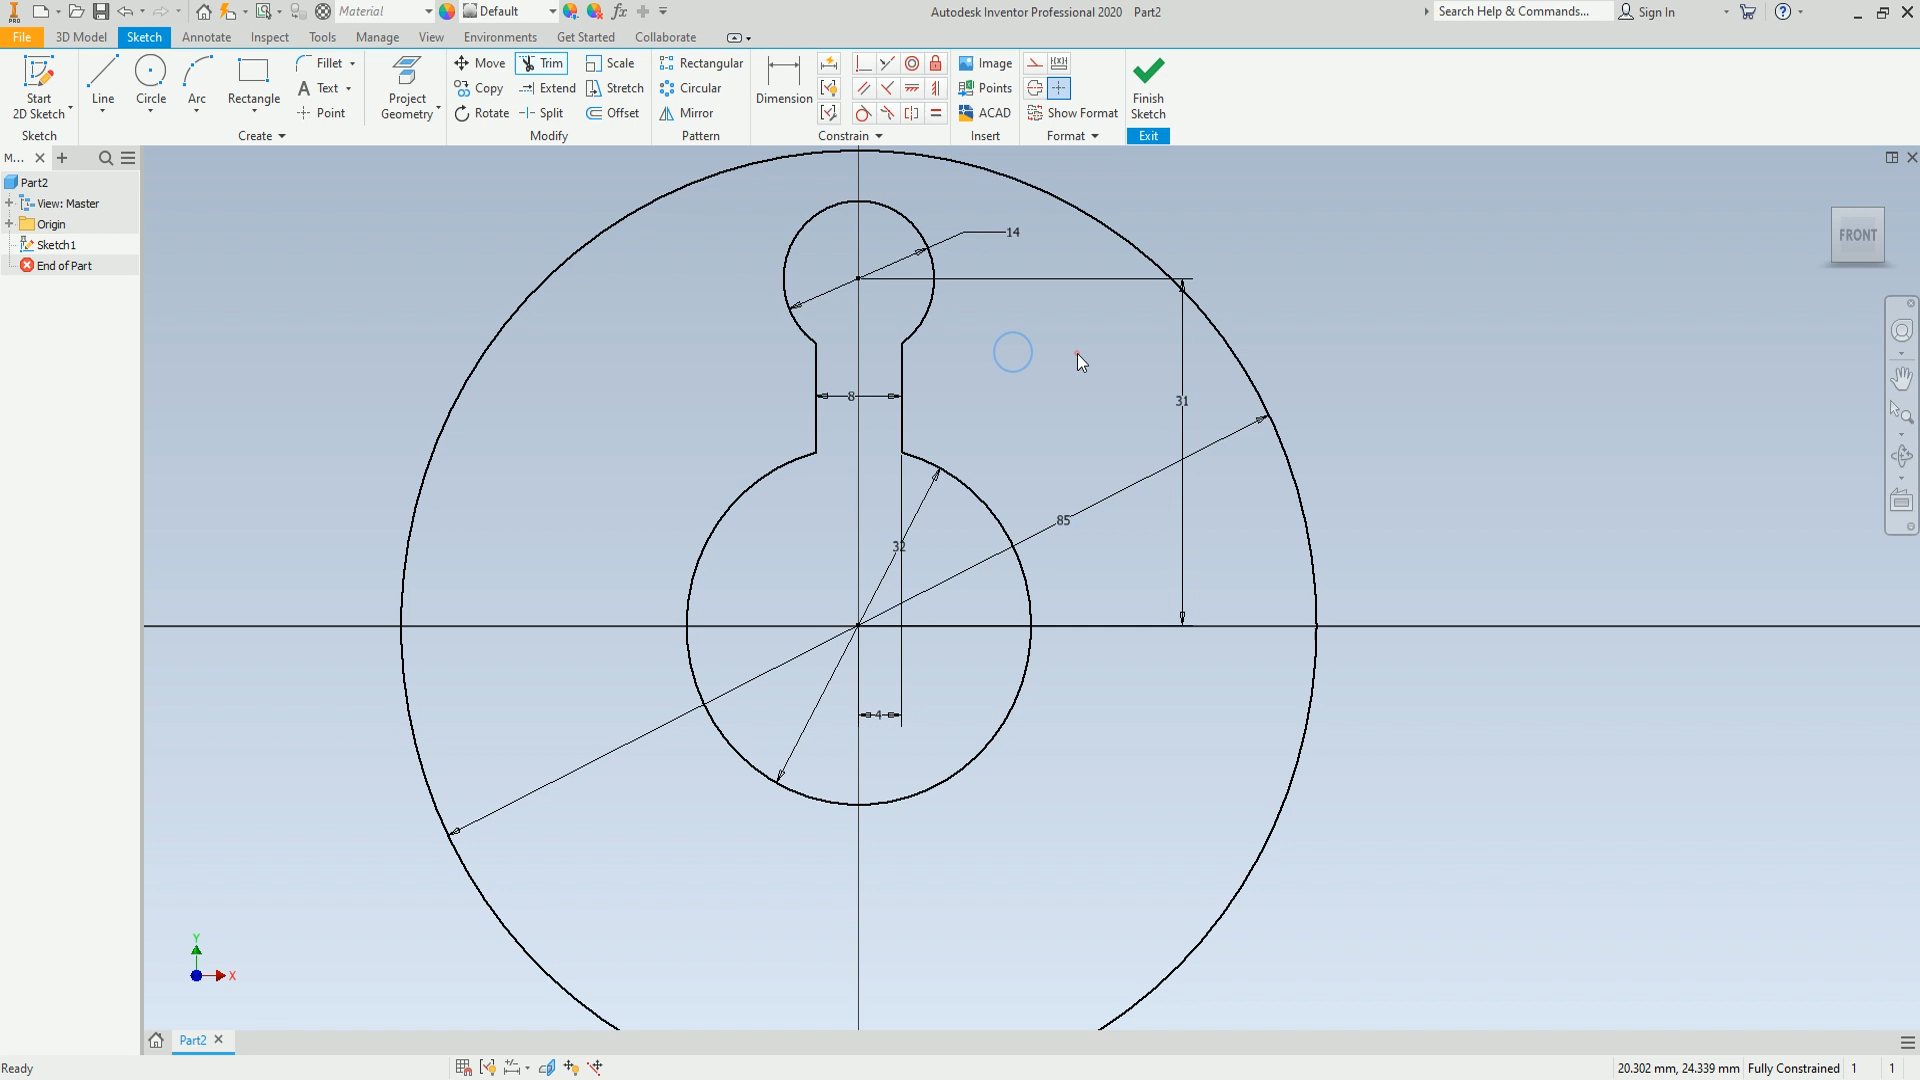 Material
Default
fx
Autodesk Inventor Professional 2020 Part2
Search Help & Commands...
Sign In
PRO
File 3D Model Sketch Annotate Inspect Tools Manage View Environments Get Started Collaborate
Start
2D Sketch
Line
Circle
Arc
Rectangle
Fillet
Text
Point
Project
Geometry
Move
Copy
Rotate
Trim
Extend
Split
Scale
Stretch
Offset
Rectangular
Circular
Mirror
Dimension
Image
Points
ACAD
Show Format
Finish
Sketch
Sketch Create Modify Pattern Constrain Insert Format Exit
M...
Part2
View: Master
Origin
Sketch1
End of Part
FRONT
14
8
31
85
32
4
Y
X
Part2
Ready
20.302 mm, 24.339 mm Fully Constrained 1 1